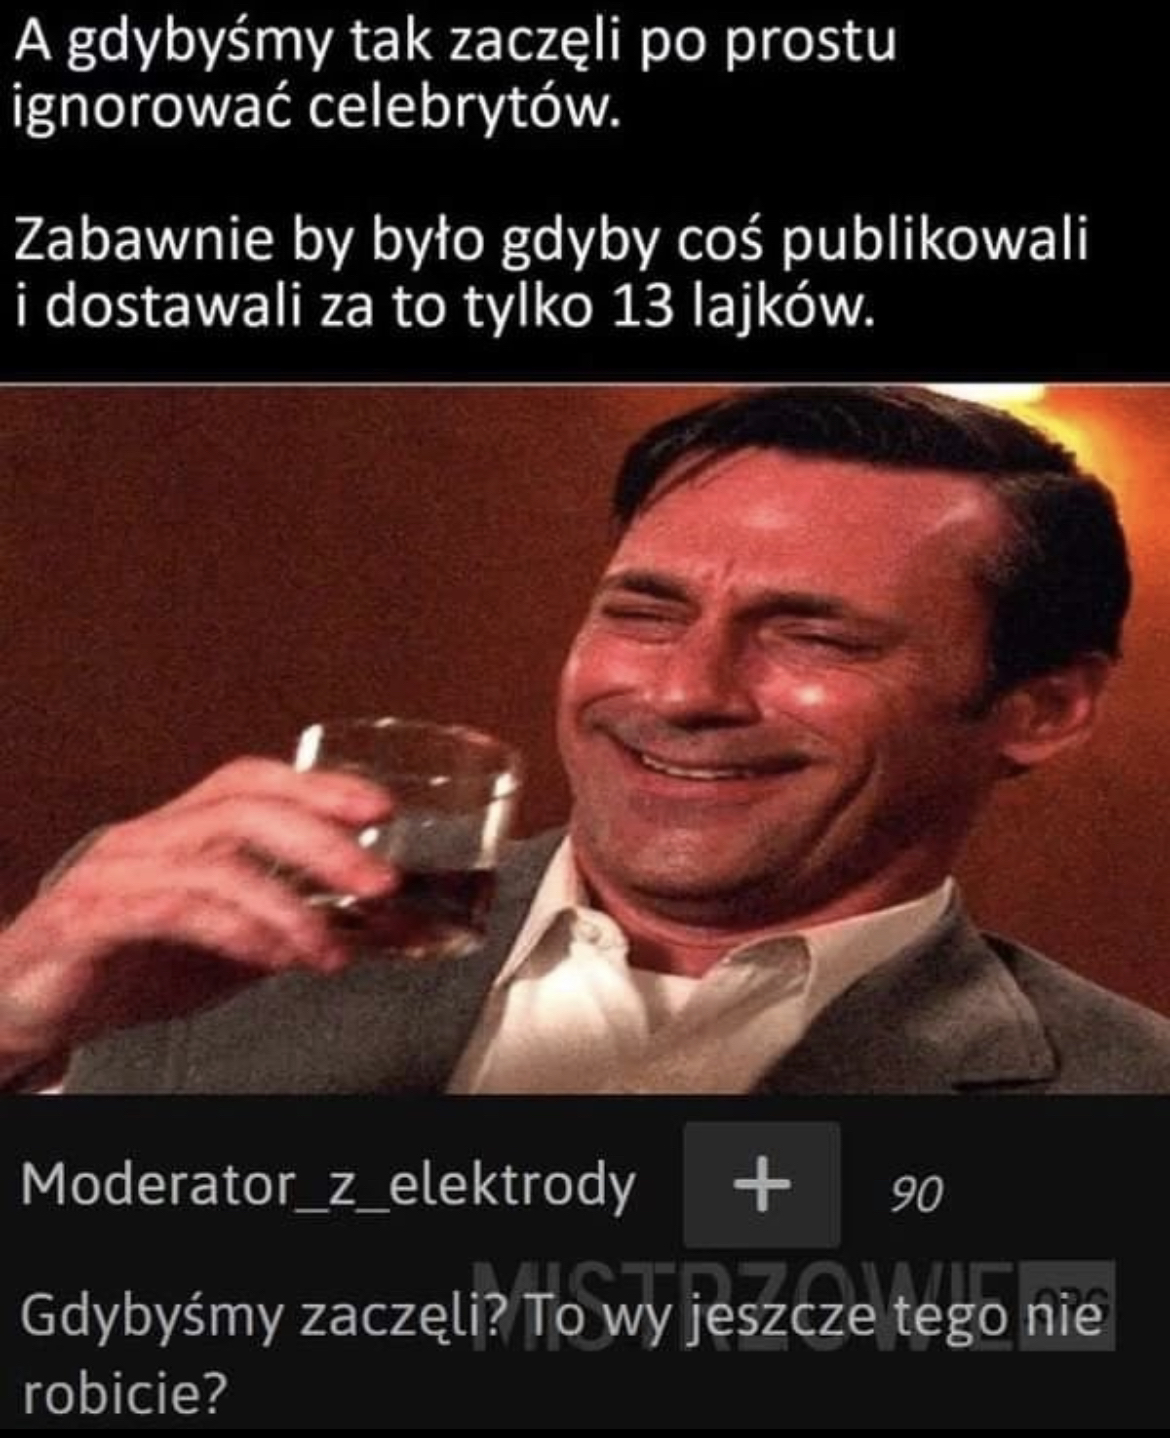 A gdybyśmy tak zaczęli po prostu
ignorować celebrytów.
Zabawnie by było gdyby coś publikowali
i dostawali za to tylko 13 lajków.
Moderator_z_elektrody + 90
MISTRZOWIE.ORG
Gdybyśmy zaczęli? To wy jeszcze tego nie
robicie?